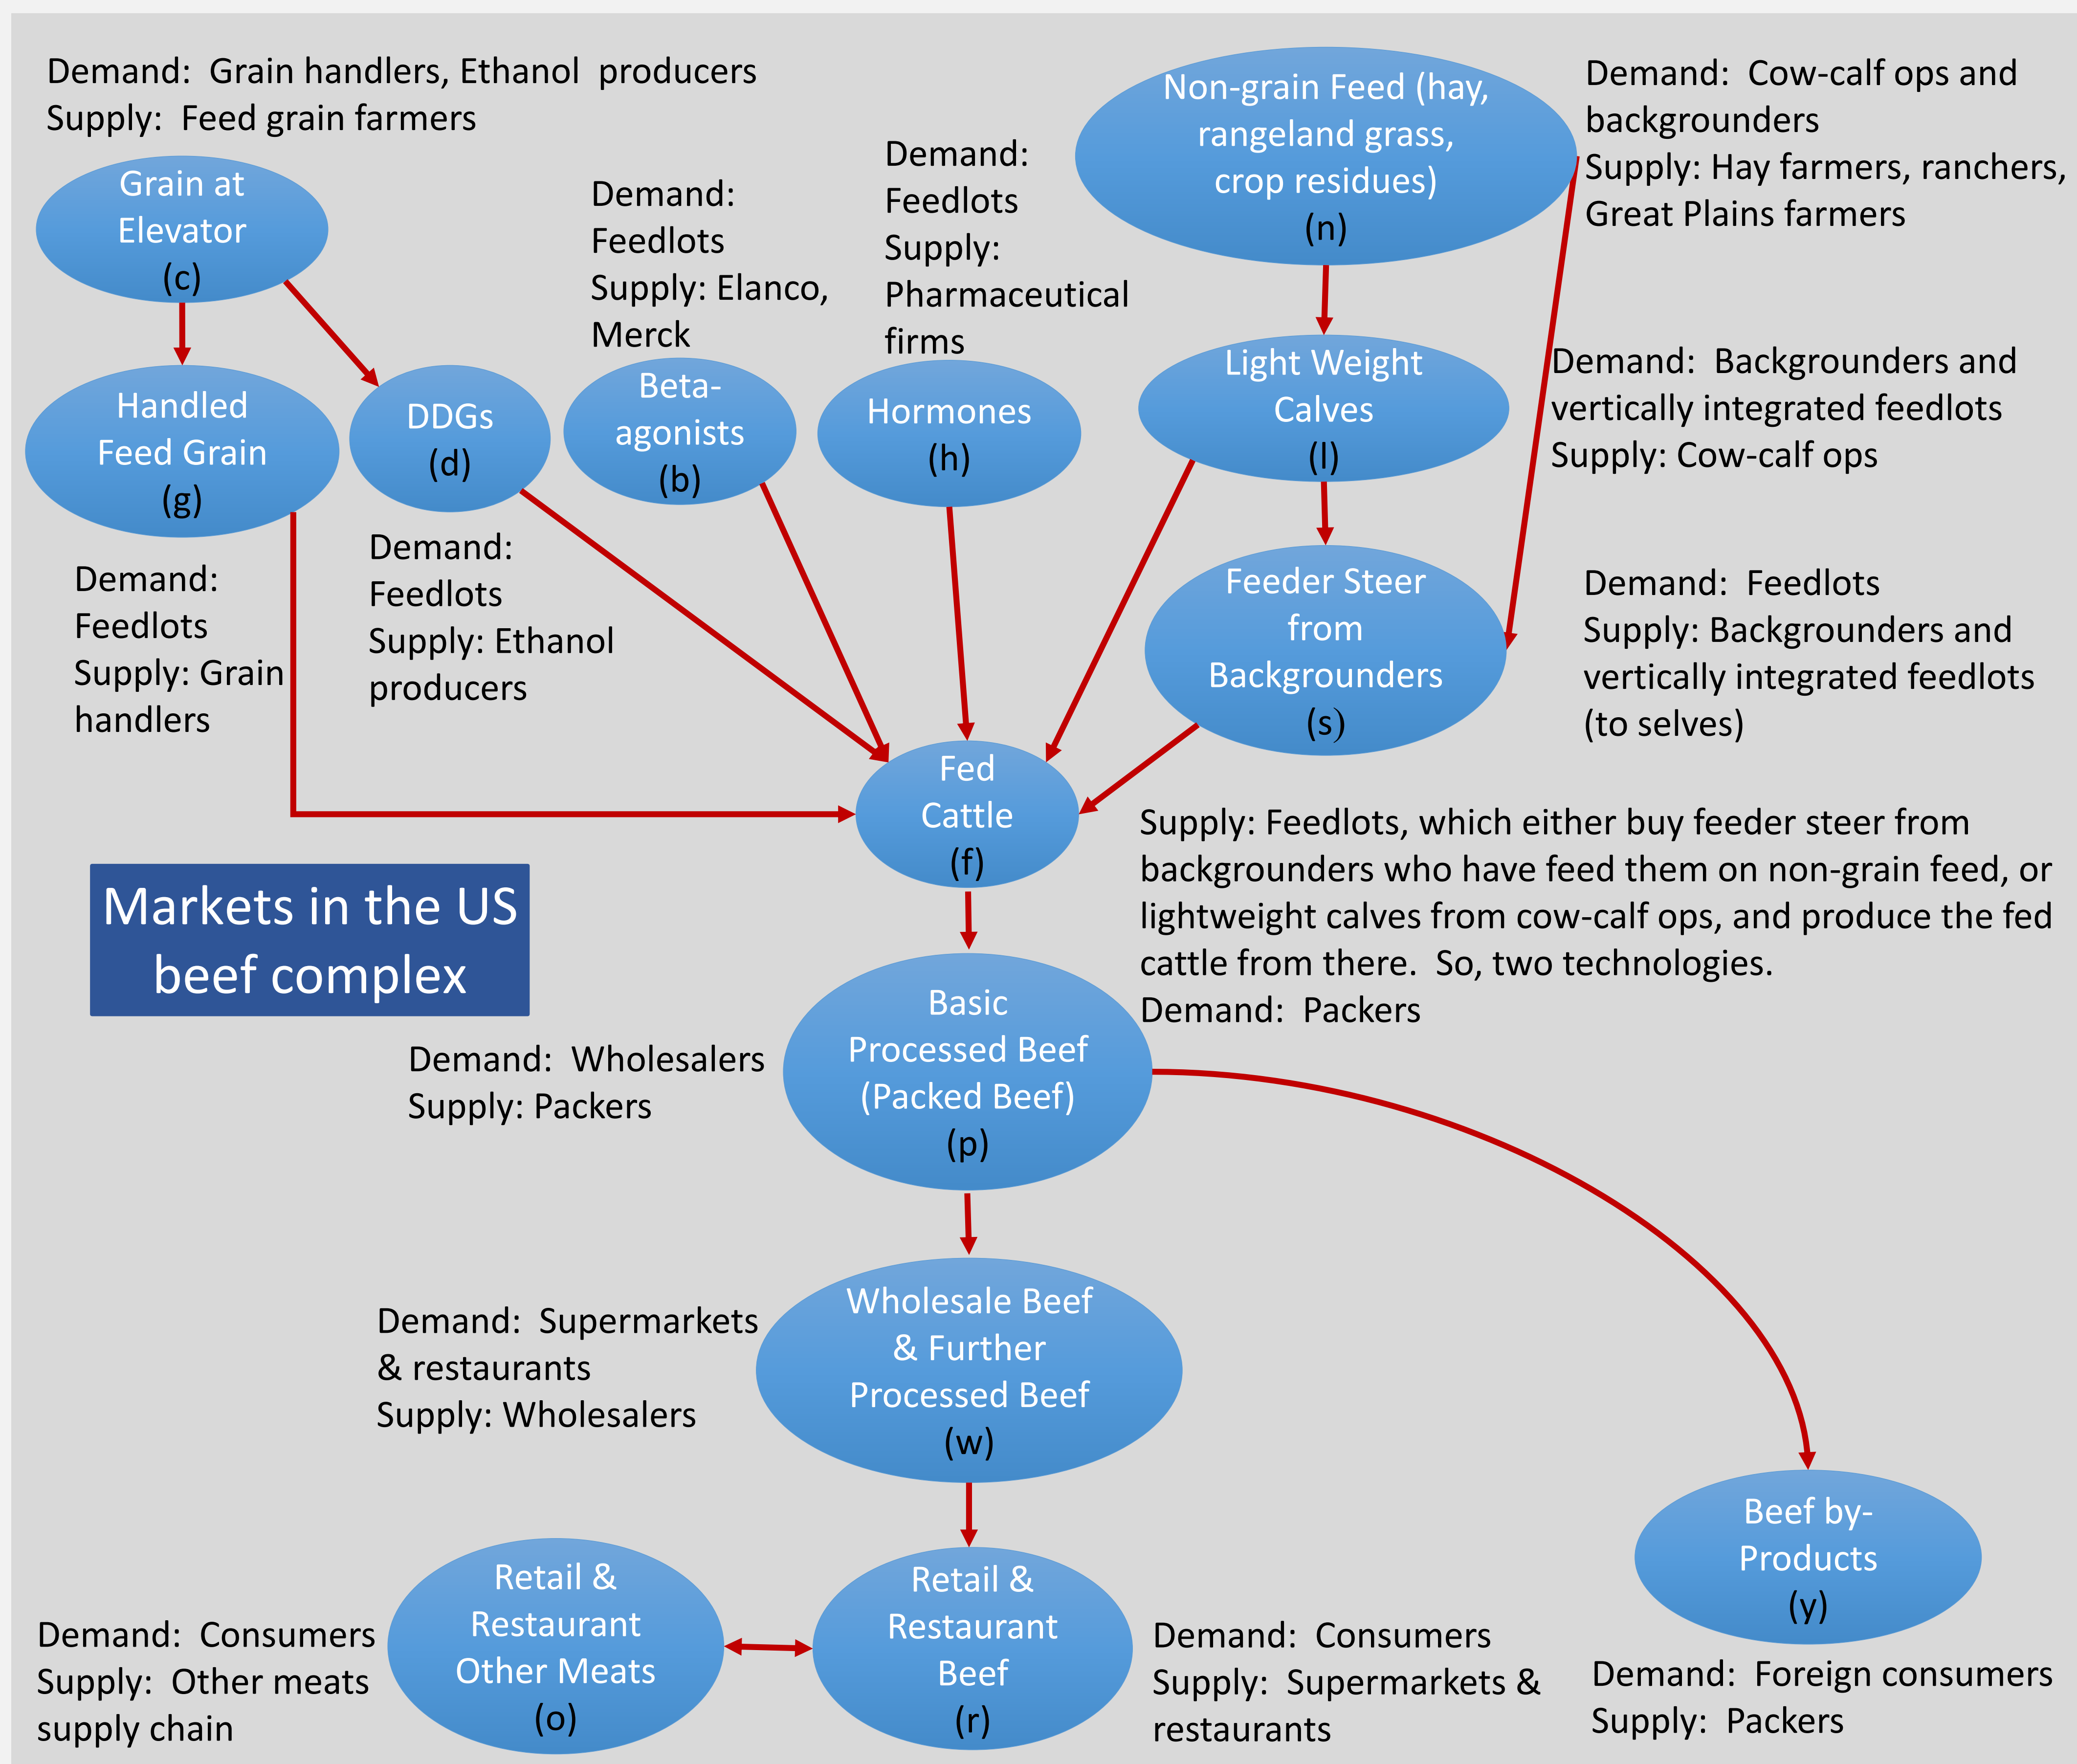 Demand: Grain handlers, Ethanol producers
Supply: Feed grain farmers
Grain at
Elevator
(c)
Handled
Feed Grain
(g)
Demand:
Feedlots
Supply: Grain
handlers
DDGs
(d)
Demand:
Feedlots
Supply: Ethanol
producers
Demand:
Feedlots
Supply: Elanco,
Merck
Beta-
agonists
(b)
Demand:
Feedlots
Supply:
Pharmaceutical
firms
Hormones
(h)
Non-grain Feed (hay,
rangeland grass,
crop residues)
(n)
Demand: Cow-calf ops and
backgrounders
Supply: Hay farmers, ranchers,
Great Plains farmers
Light Weight
Calves
(l)
Demand: Backgrounders and
vertically integrated feedlots
Supply: Cow-calf ops
Feeder Steer
from
Backgrounders
(s)
Demand: Feedlots
Supply: Backgrounders and
vertically integrated feedlots
(to selves)
Fed
Cattle
(f)
Supply: Feedlots, which either buy feeder steer from
backgrounders who have feed them on non-grain feed, or
lightweight calves from cow-calf ops, and produce the fed
cattle from there. So, two technologies.
Demand: Packers
Markets in the US
beef complex
Demand: Wholesalers
Supply: Packers
Basic
Processed Beef
(Packed Beef)
(p)
Demand: Supermarkets
& restaurants
Supply: Wholesalers
Wholesale Beef
& Further
Processed Beef
(w)
Demand: Consumers
Supply: Other meats
supply chain
Retail &
Restaurant
Other Meats
(o)
Retail &
Restaurant
Beef
(r)
Demand: Consumers
Supply: Supermarkets &
restaurants
Beef by-
Products
(y)
Demand: Foreign consumers
Supply: Packers